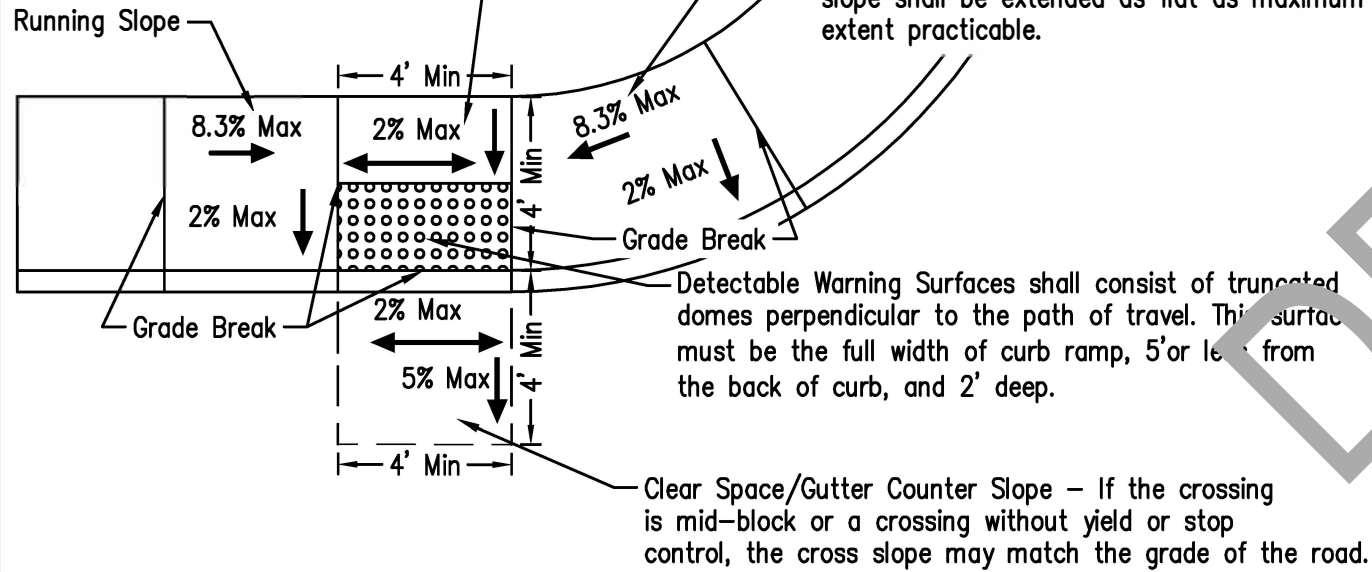 slope shall be extended as flat as maximum
extent practicable.
Running Slope
4' Min
8.3% Max
2% Max
8.3% Max
Min
4'
2% Max
2% Max
Grade Break
Detectable Warning Surfaces shall consist of truncated
domes perpendicular to the path of travel. This
must be the full width of curb ramp, 5'or less from
the back of curb, and 2' deep.
Grade Break
2% Max
Min
4'
5% Max
4' Min
Clear Space/Gutter Counter Slope – If the crossing
is mid–block or a crossing without yield or stop
control, the cross slope may match the grade of the road.